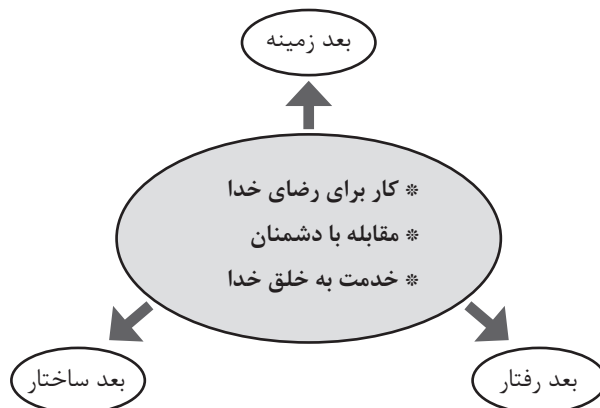 بعد زمینه
* کار برای رضای خدا
* مقابله با دشمنان
* خدمت به خلق خدا
بعد رفتار
بعد ساختار